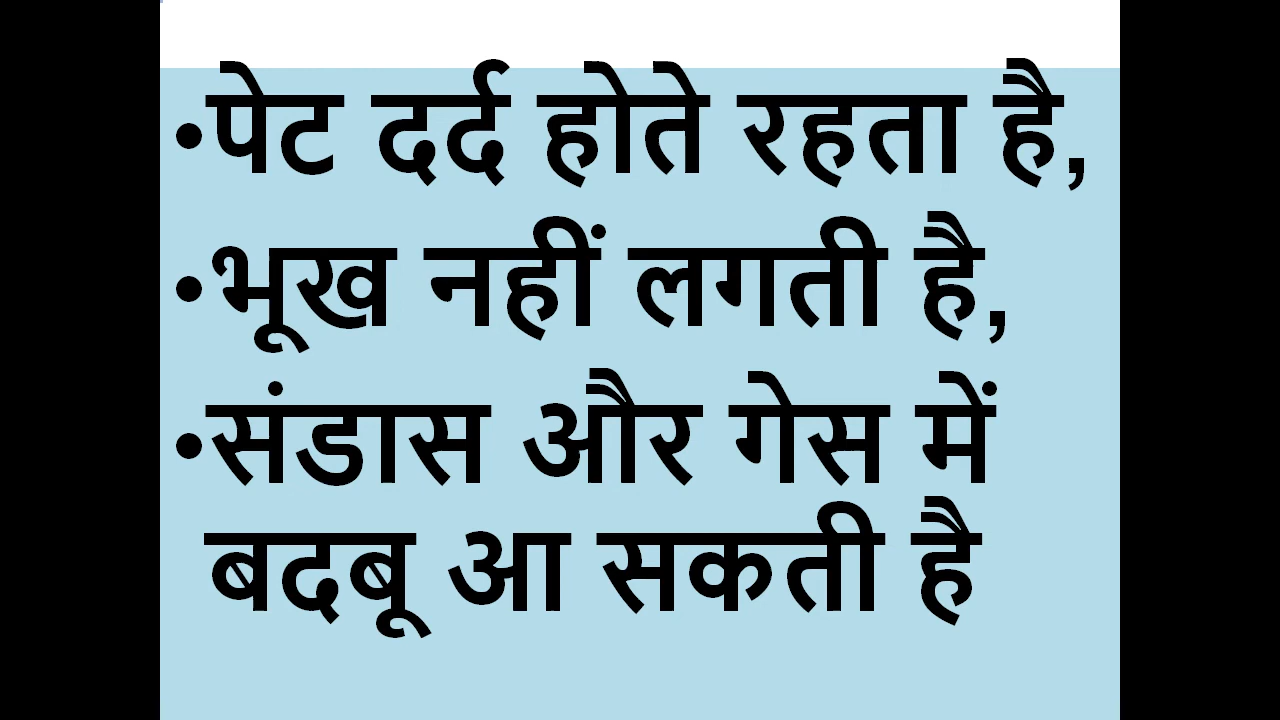 •पेट दर्द होते रहता है,
•भूख नहीं लगती है,
•संडास और गेस में
बदबू आ सकती है